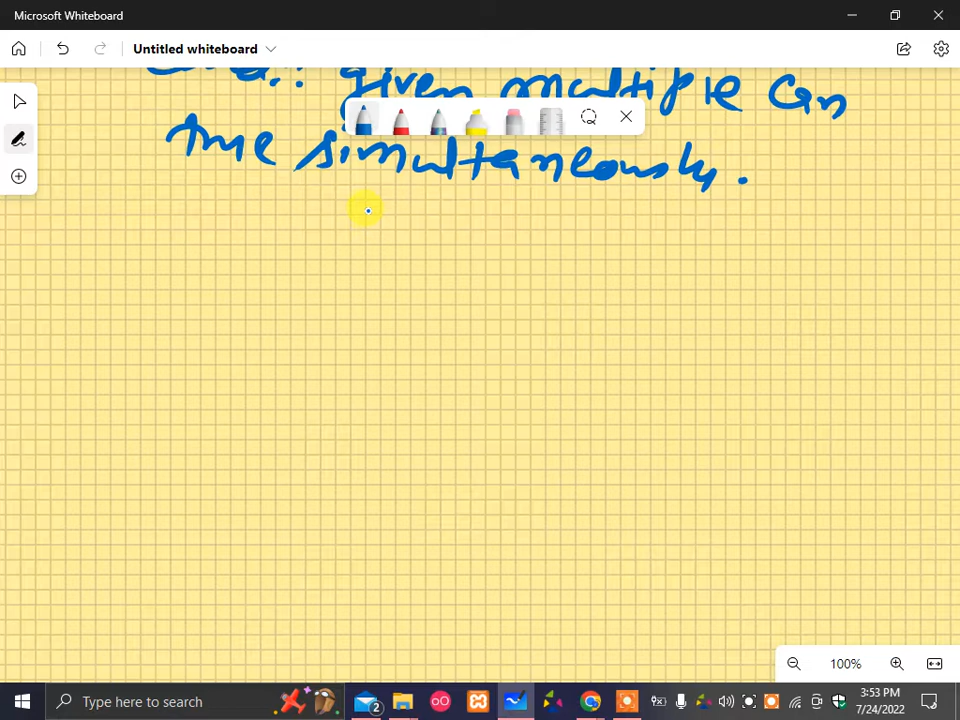 Microsoft Whiteboard
Untitled whiteboard
given multiple can
true simultaneously.
100%
Type here to search
2
3:53 PM
7/24/2022